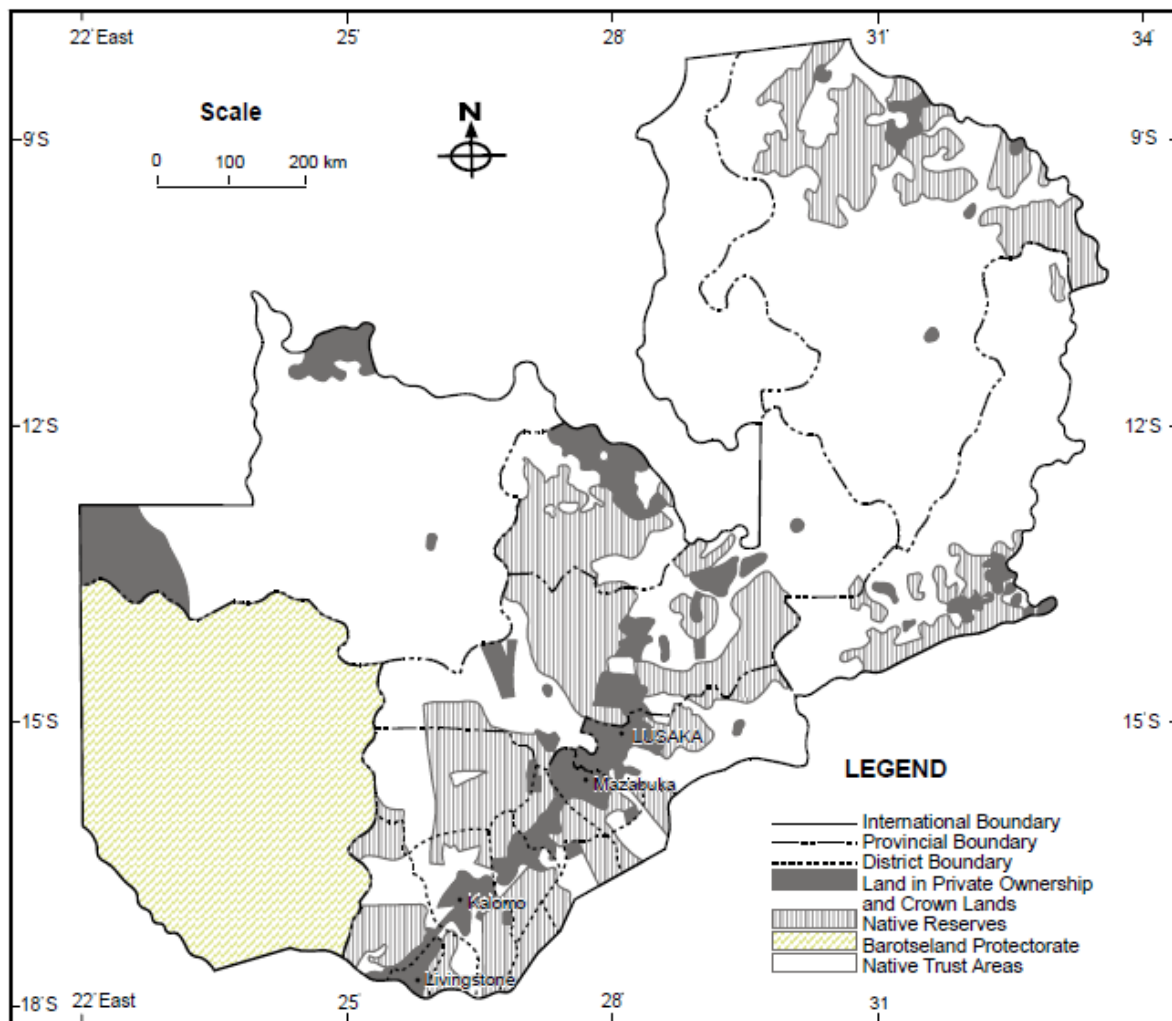 22° East 25° 28° 31° 34°
Scale
N
0 100 200 km
9°S 9°S
12°S 12°S
15°S 15°S
LUSAKA
Mazabuka
Kalomo
Livingstone
LEGEND
International Boundary
Provincial Boundary
District Boundary
Land in Private Ownership
and Crown Lands
Native Reserves
Barotseland Protectorate
Native Trust Areas
18°S 22° East 25° 28° 31° 18°S